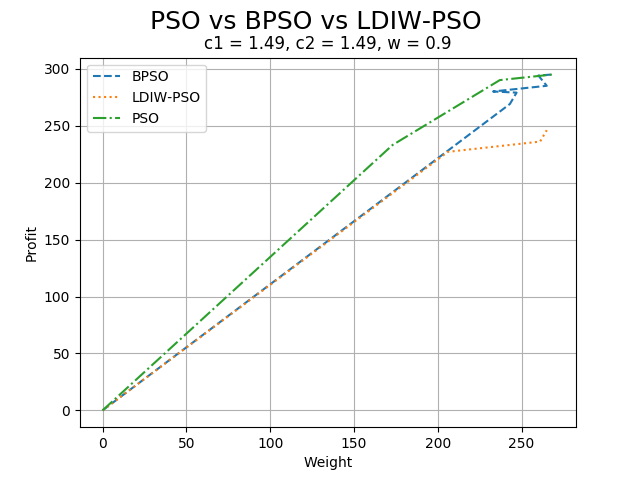 PSO vs BPSO vs LDIW-PSO
c1 = 1.49, c2 = 1.49, w = 0.9
BPSO
LDIW-PSO
PSO
Profit
300
250
200
150
100
50
0
0 50 100 150 200 250
Weight